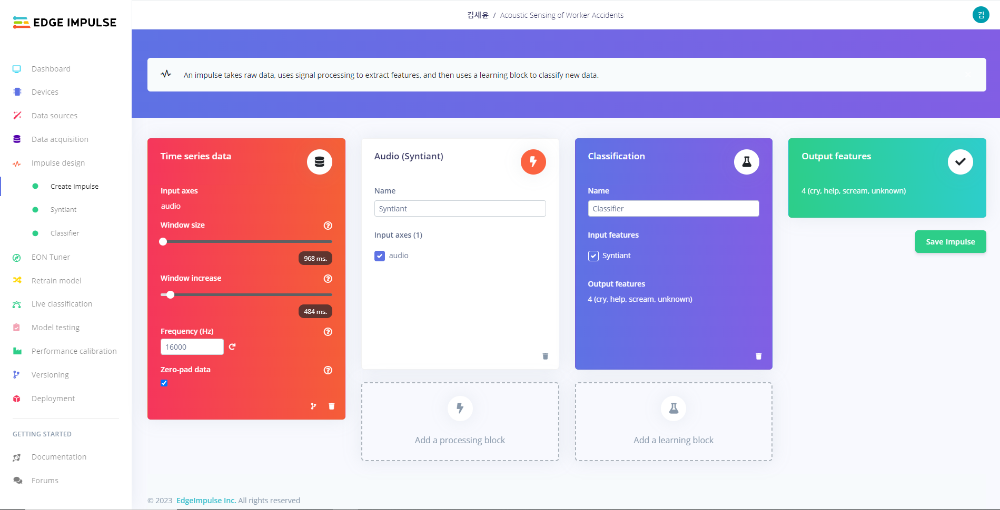 EDGE IMPULSE
김세윤 / Acoustic Sensing of Worker Accidents
김
Dashboard
Devices
Data sources
Data acquisition
Impulse design
Create impulse
Syntiant
Classifier
EON Tuner
Retrain model
Live classification
Model testing
Performance calibration
Versioning
Deployment
GETTING STARTED
Documentation
Forums
An impulse takes raw data, uses signal processing to extract features, and then uses a learning block to classify new data.
Time series data
Input axes
audio
Window size
968 ms.
Window increase
484 ms.
Frequency (Hz)
16000
Zero-pad data
Audio (Syntiant)
Name
Syntiant
Input axes (1)
audio
Add a processing block
Classification
Name
Classifier
Input features
Syntiant
Output features
4 (cry, help, scream, unknown)
Add a learning block
Output features
4 (cry, help, scream, unknown)
Save Impulse
© 2023 EdgeImpulse Inc. All rights reserved